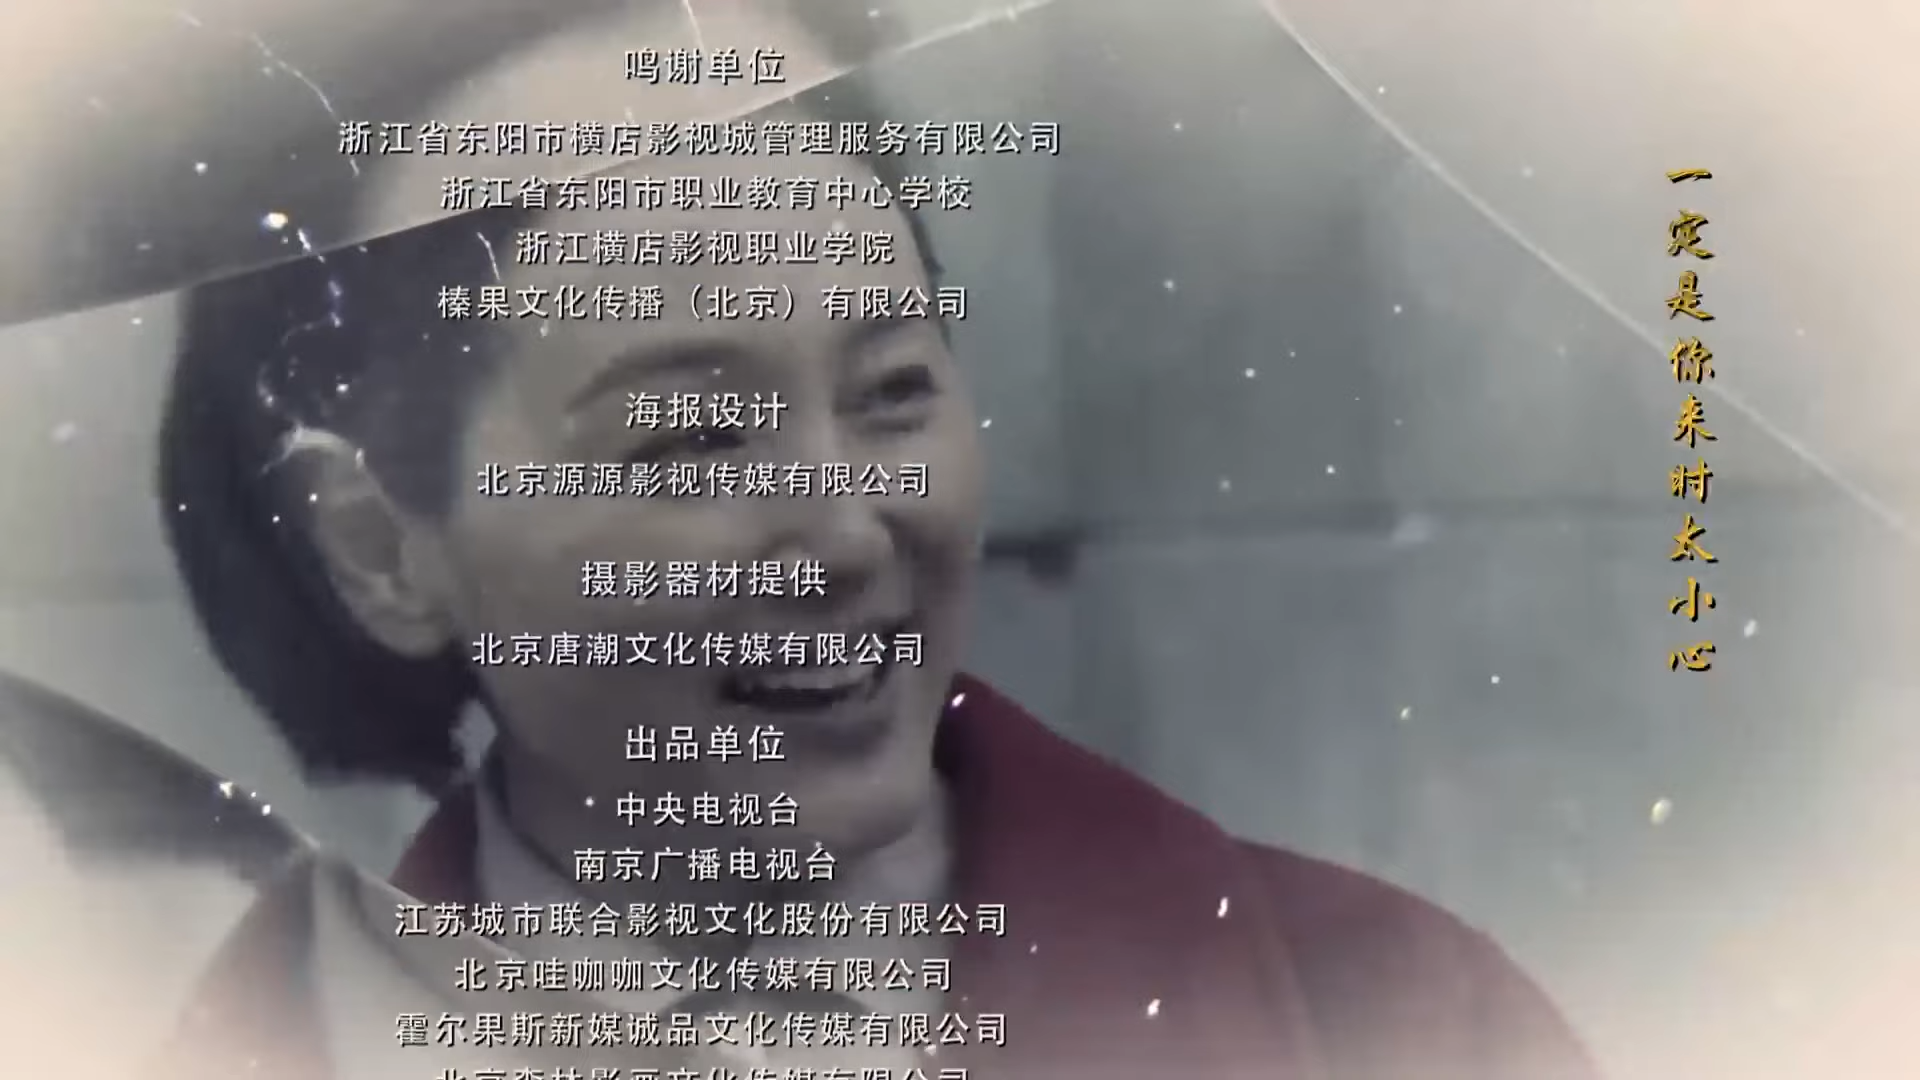 鸣谢单位
浙江省东阳市横店影视城管理服务有限公司
浙江省东阳市职业教育中心学校
浙江横店影视职业学院
榛果文化传播（北京）有限公司
海报设计
北京源源影视传媒有限公司
摄影器材提供
北京唐潮文化传媒有限公司
出品单位
中央电视台
南京广播电视台
江苏城市联合影视文化股份有限公司
北京哇咖咖文化传媒有限公司
霍尔果斯新媒诚品文化传媒有限公司
一定是你来时太小心